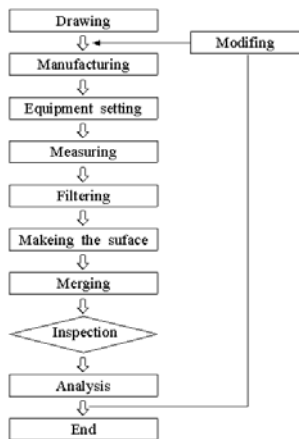 Drawing
Modifing
Manufacturing
Equipment setting
Measuring
Filtering
Makeing the suface
Merging
Inspection
Analysis
End